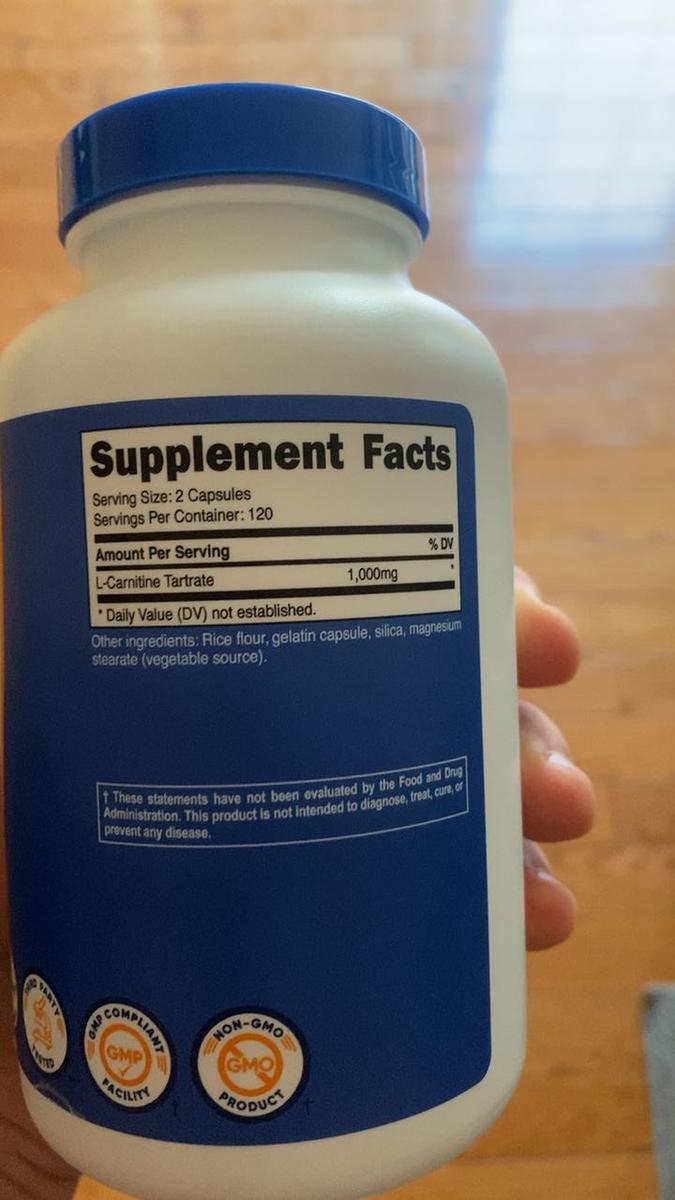 Supplement Facts
Serving Size: 2 Capsules
Servings Per Container: 120
Amount Per Serving % DV
L-Carnitine Tartrate 1,000mg *
* Daily Value (DV) not established.
Other ingredients: Rice flour, gelatin capsule, silica, magnesium
stearate (vegetable source).
† These statements have not been evaluated by the Food and Drug
Administration. This product is not intended to diagnose, treat, cure, or
prevent any disease.
PARTY
TESTED
GMP COMPLIANT
GMP
FACILITY
†
NON-GMO
GMO
PRODUCT
†